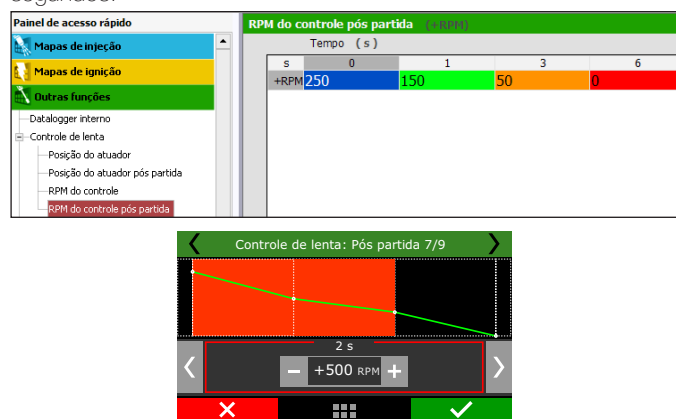 segundos.
Painel de acesso rápido
RPM do controle pós partida (+RPM)
Mapas de injeção
Tempo (s)
Mapas de ignição
s 0 1 3 6
+RPM 250 150 50 0
Outras funções
Datalogger interno
Controle de lenta
Posição do atuador
Posição do atuador pós partida
RPM do controle
RPM do controle pós partida
Controle de lenta: Pós partida 7/9
2 s
+500 RPM